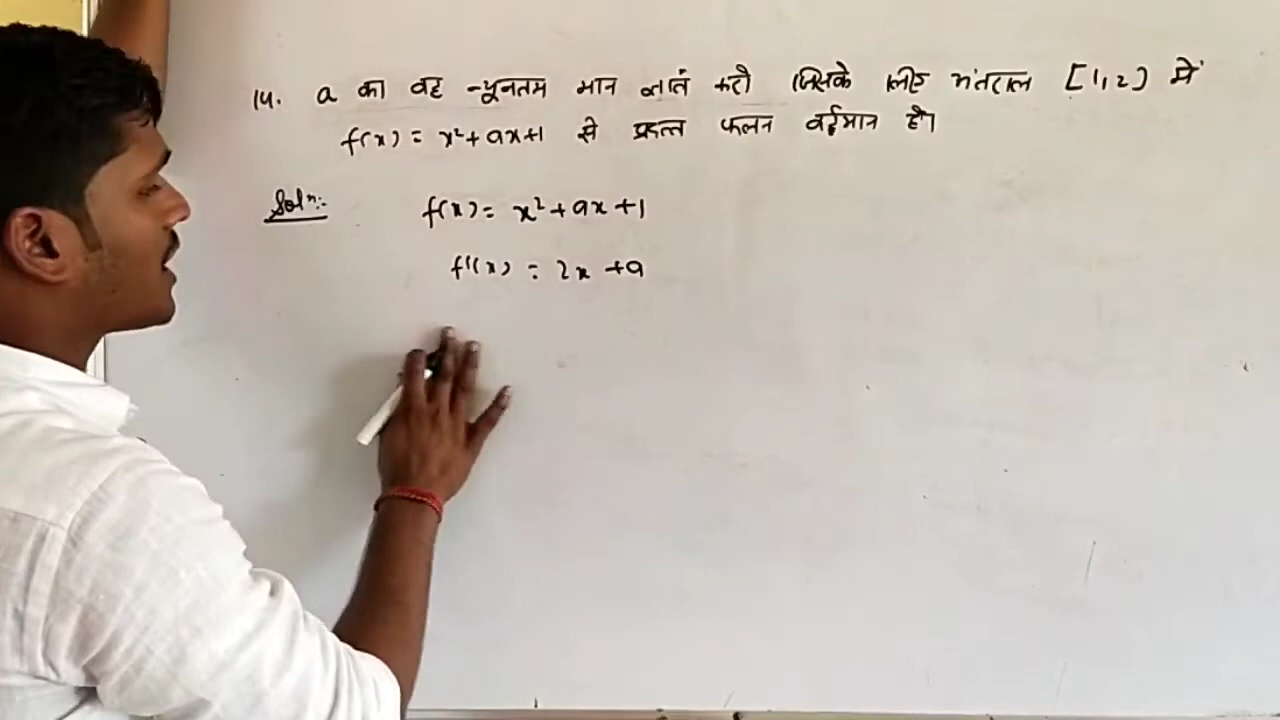 14. a का वह न्यूनतम मान ज्ञात करो जिसके लिए अंतराल [1,2] में
f(x) = x²+ax+1 से प्रदत्त फलन वर्द्धमान है।
Solⁿ:-
f(x) = x²+ax+1
f'(x) = 2x+a